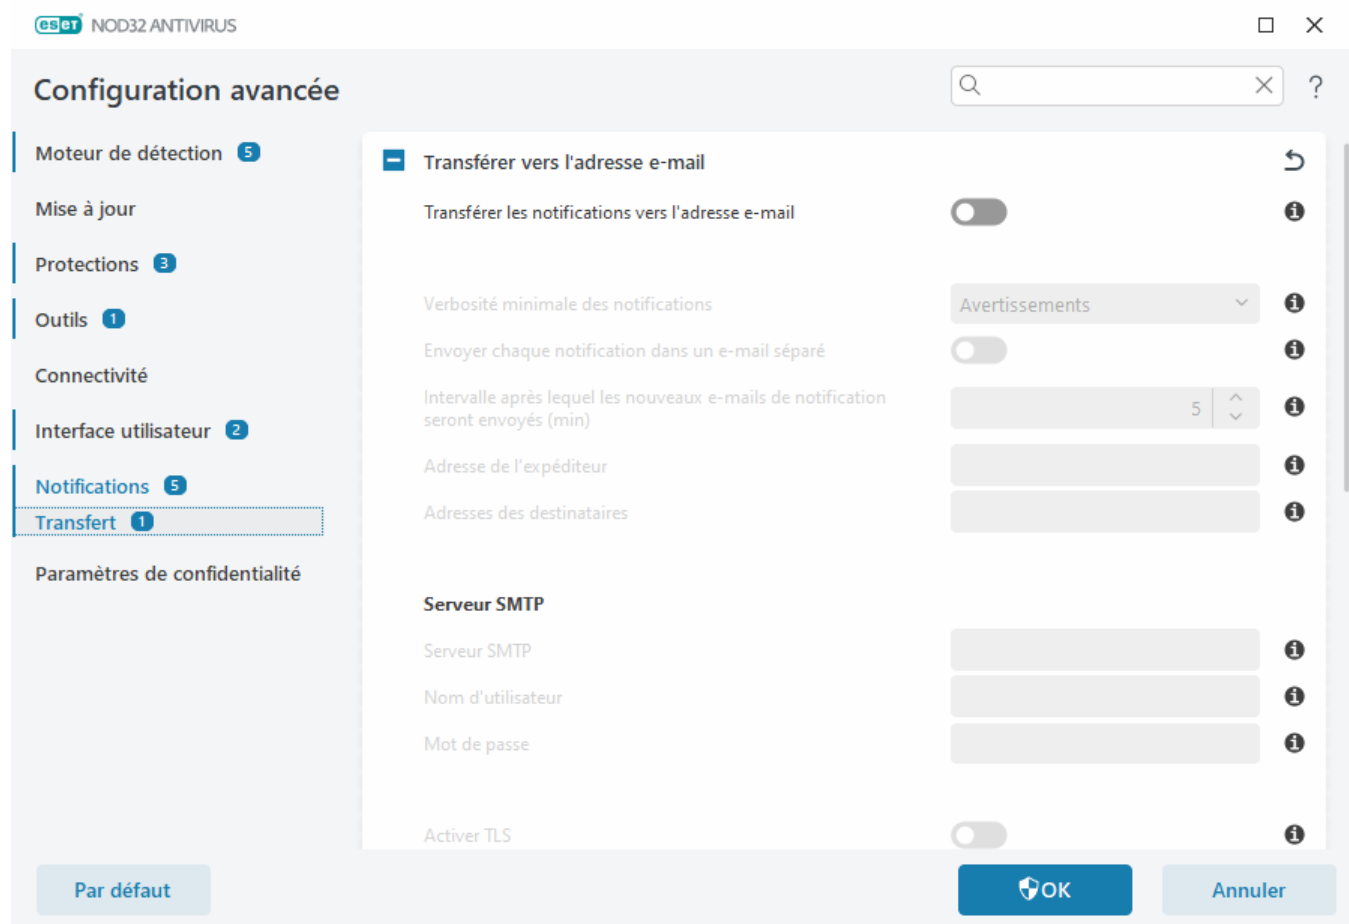 eset NOD32 ANTIVIRUS
Configuration avancée
?
Moteur de détection 5
Mise à jour
Protections 3
Outils 1
Connectivité
Interface utilisateur 2
Notifications 5
Transfert 1
Paramètres de confidentialité
Transférer vers l'adresse e-mail
Transférer les notifications vers l'adresse e-mail
Verbosité minimale des notifications
Avertissements
Envoyer chaque notification dans un e-mail séparé
Intervalle après lequel les nouveaux e-mails de notification
seront envoyés (min)
5
Adresse de l'expéditeur
Adresses des destinataires
Serveur SMTP
Serveur SMTP
Nom d'utilisateur
Mot de passe
Activer TLS
Par défaut
OK
Annuler